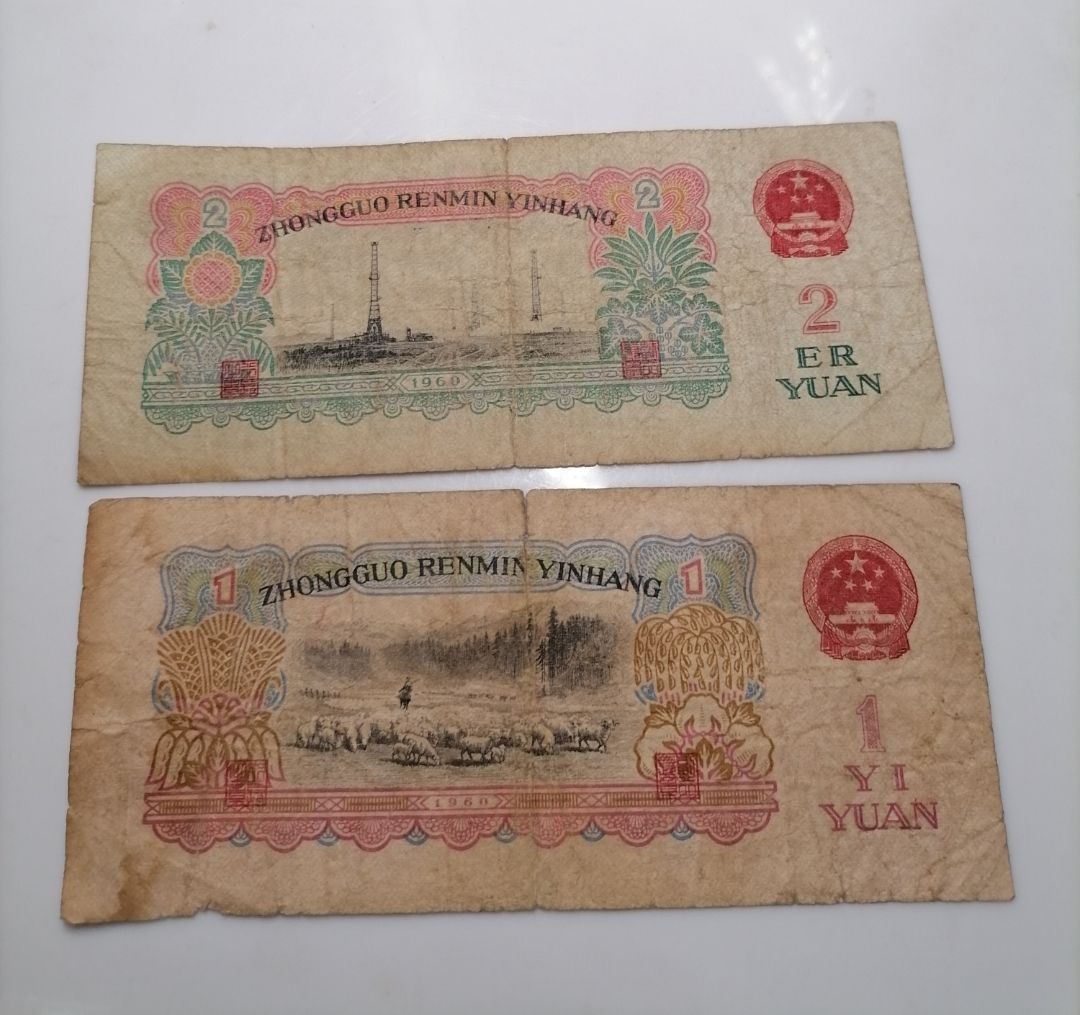 2
2
ZHONGGUO RENMIN YINHANG
2
ER
YUAN
1960
1
1
ZHONGGUO RENMIN YINHANG
1
YI
YUAN
1960